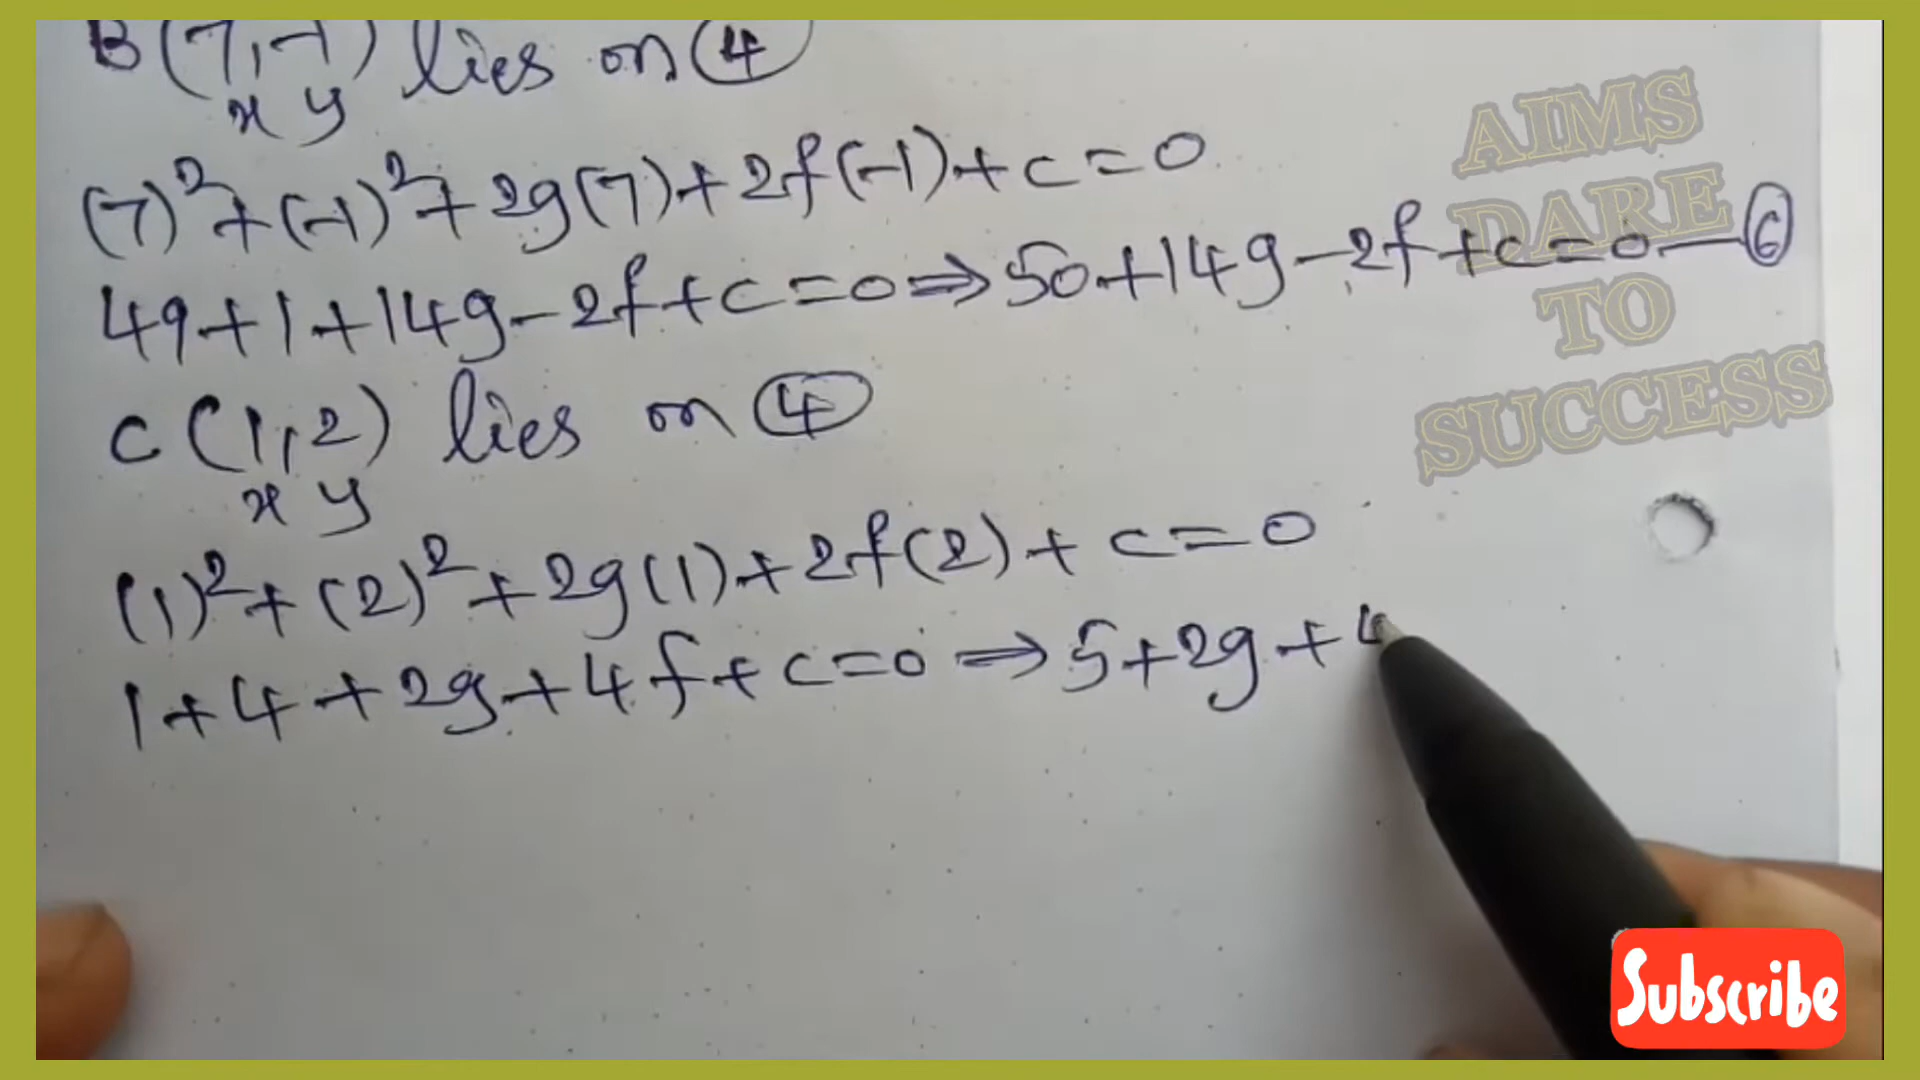 B(7,-1) lies on ④
x y
(7)²+(-1)²+2g(7)+2f(-1)+c=0
49+1+14g-2f+c=0⇒50+14g-2f+c=0—⑥
C(1,2) lies on ④
x y
(1)²+(2)²+2g(1)+2f(2)+c=0
1+4+2g+4f+c=0⇒5+2g+4
AIMS
DARE
TO
SUCCESS
Subscribe